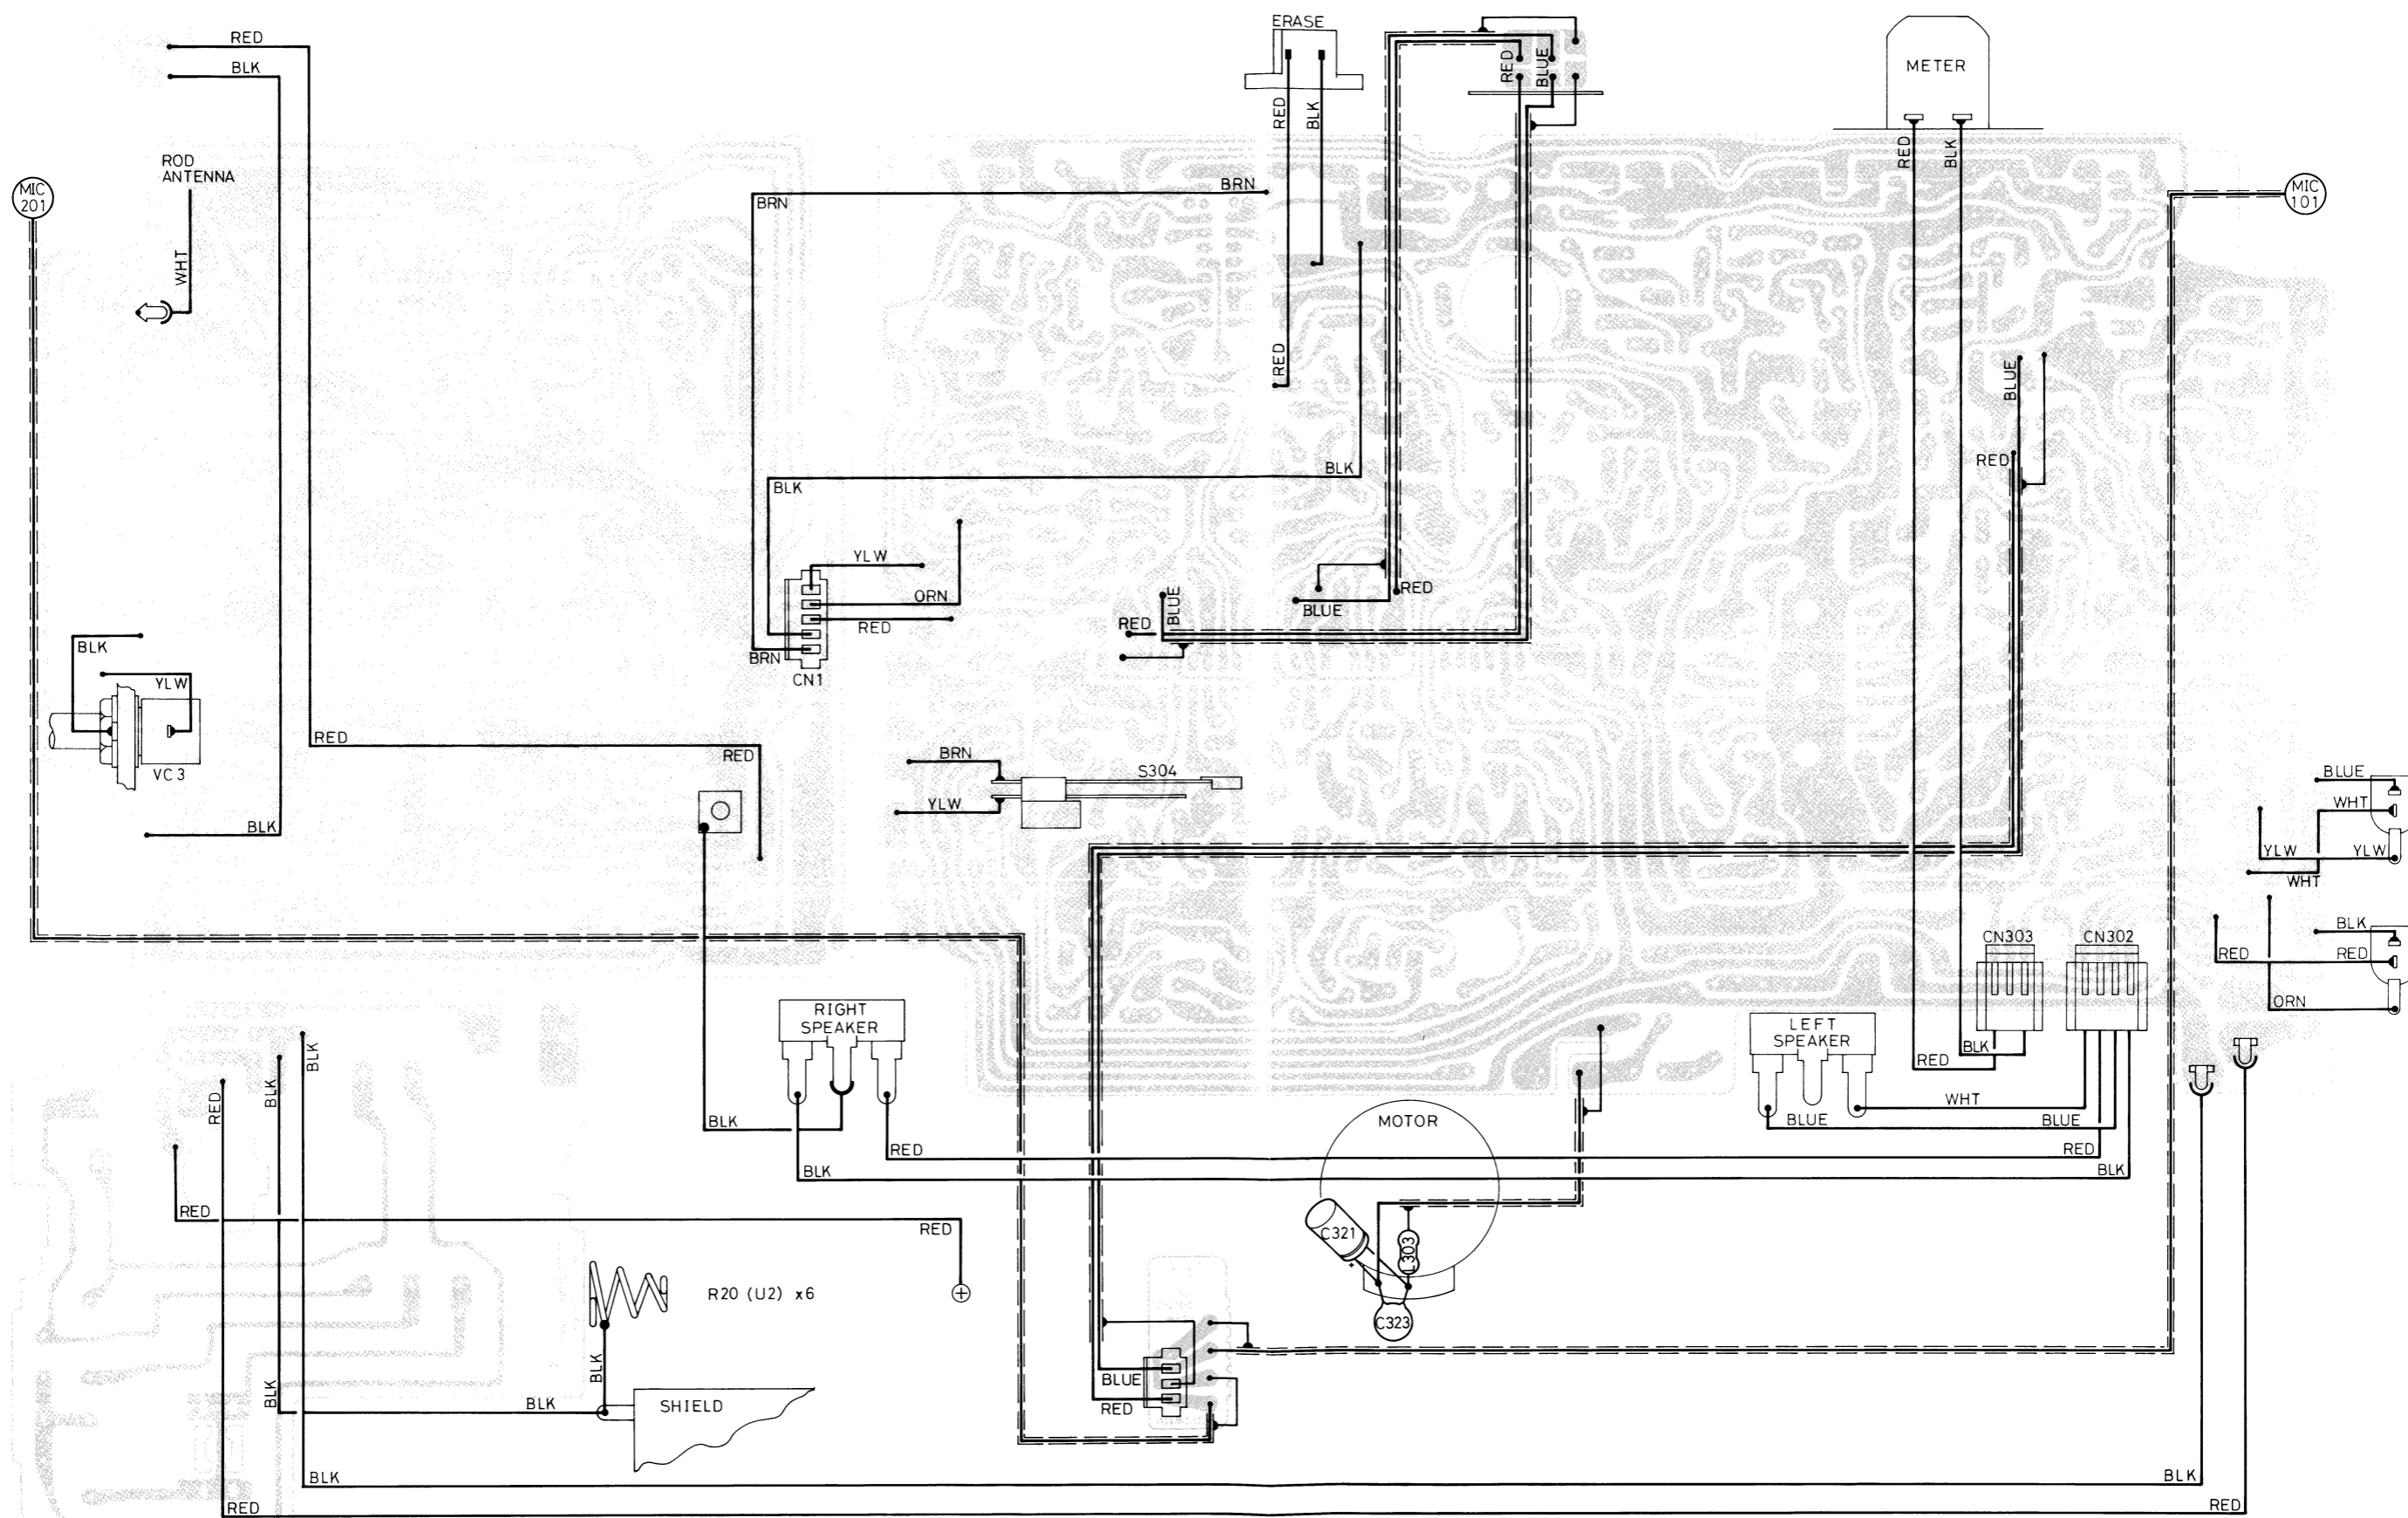 RED
BLK
ERASE
RED
BLUE
METER
RED
BLK
RED
BLK
ROD
ANTENNA
MIC
201
WHT
BRN
BRN
MIC
101
RED
BLUE
RED
BLK
BLK
YLW
ORN
RED
BRN
CN1
BLUE
RED
BLUE
RED
BLK
YLW
VC3
RED
RED
BLK
BRN
S304
YLW
BLUE
WHT
YLW
YLW
WHT
BLK
RED
RED
ORN
CN303
CN302
RIGHT
SPEAKER
LEFT
SPEAKER
BLK
RED
WHT
BLUE
BLUE
RED
BLK
BLK
RED
BLK
BLK
BLK
RED
MOTOR
RED
RED
C321
L303
C323
R20 (U2) x6
BLK
BLK
BLK
SHIELD
BLUE
RED
BLK
BLK
RED
RED